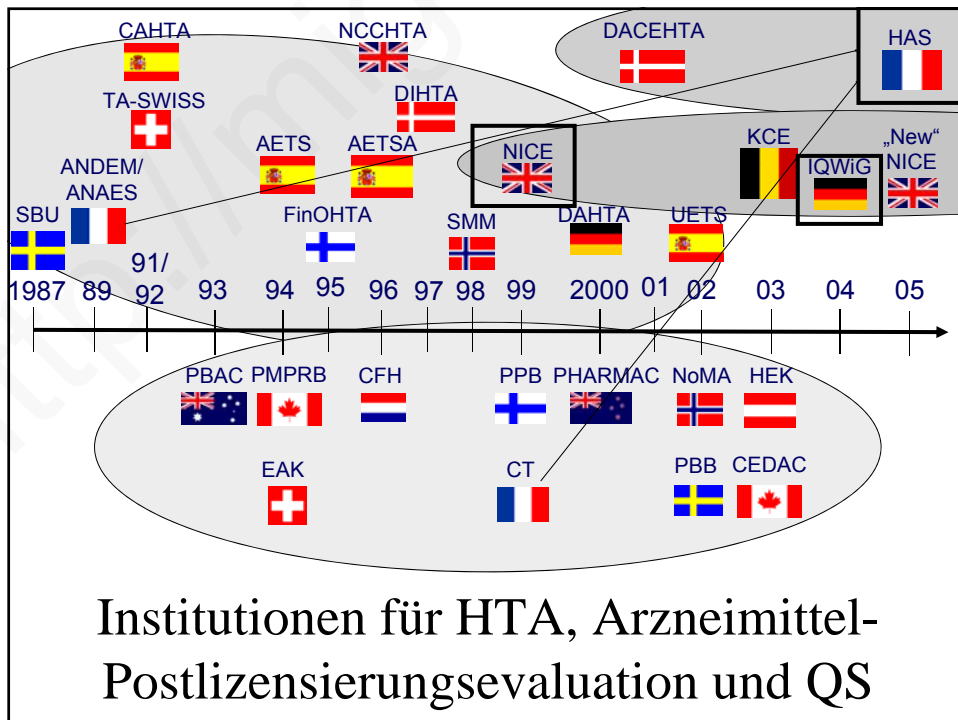 CAHTA NCCHTA DACEHTA HAS
TA-SWISS DIHTA
ANDEM/
ANAES AETS AETSA NICE KCE IQWiG „New“
NICE
SBU FinOHTA SMM DAHTA UETS
1987 89 91/
92 93 94 95 96 97 98 99 2000 01 02 03 04 05
PBAC PMPRB CFH PPB PHARMAC NoMA HEK
EAK CT PBB CEDAC
Institutionen für HTA, Arzneimittel-
Postlizensierungsevaluation und QS